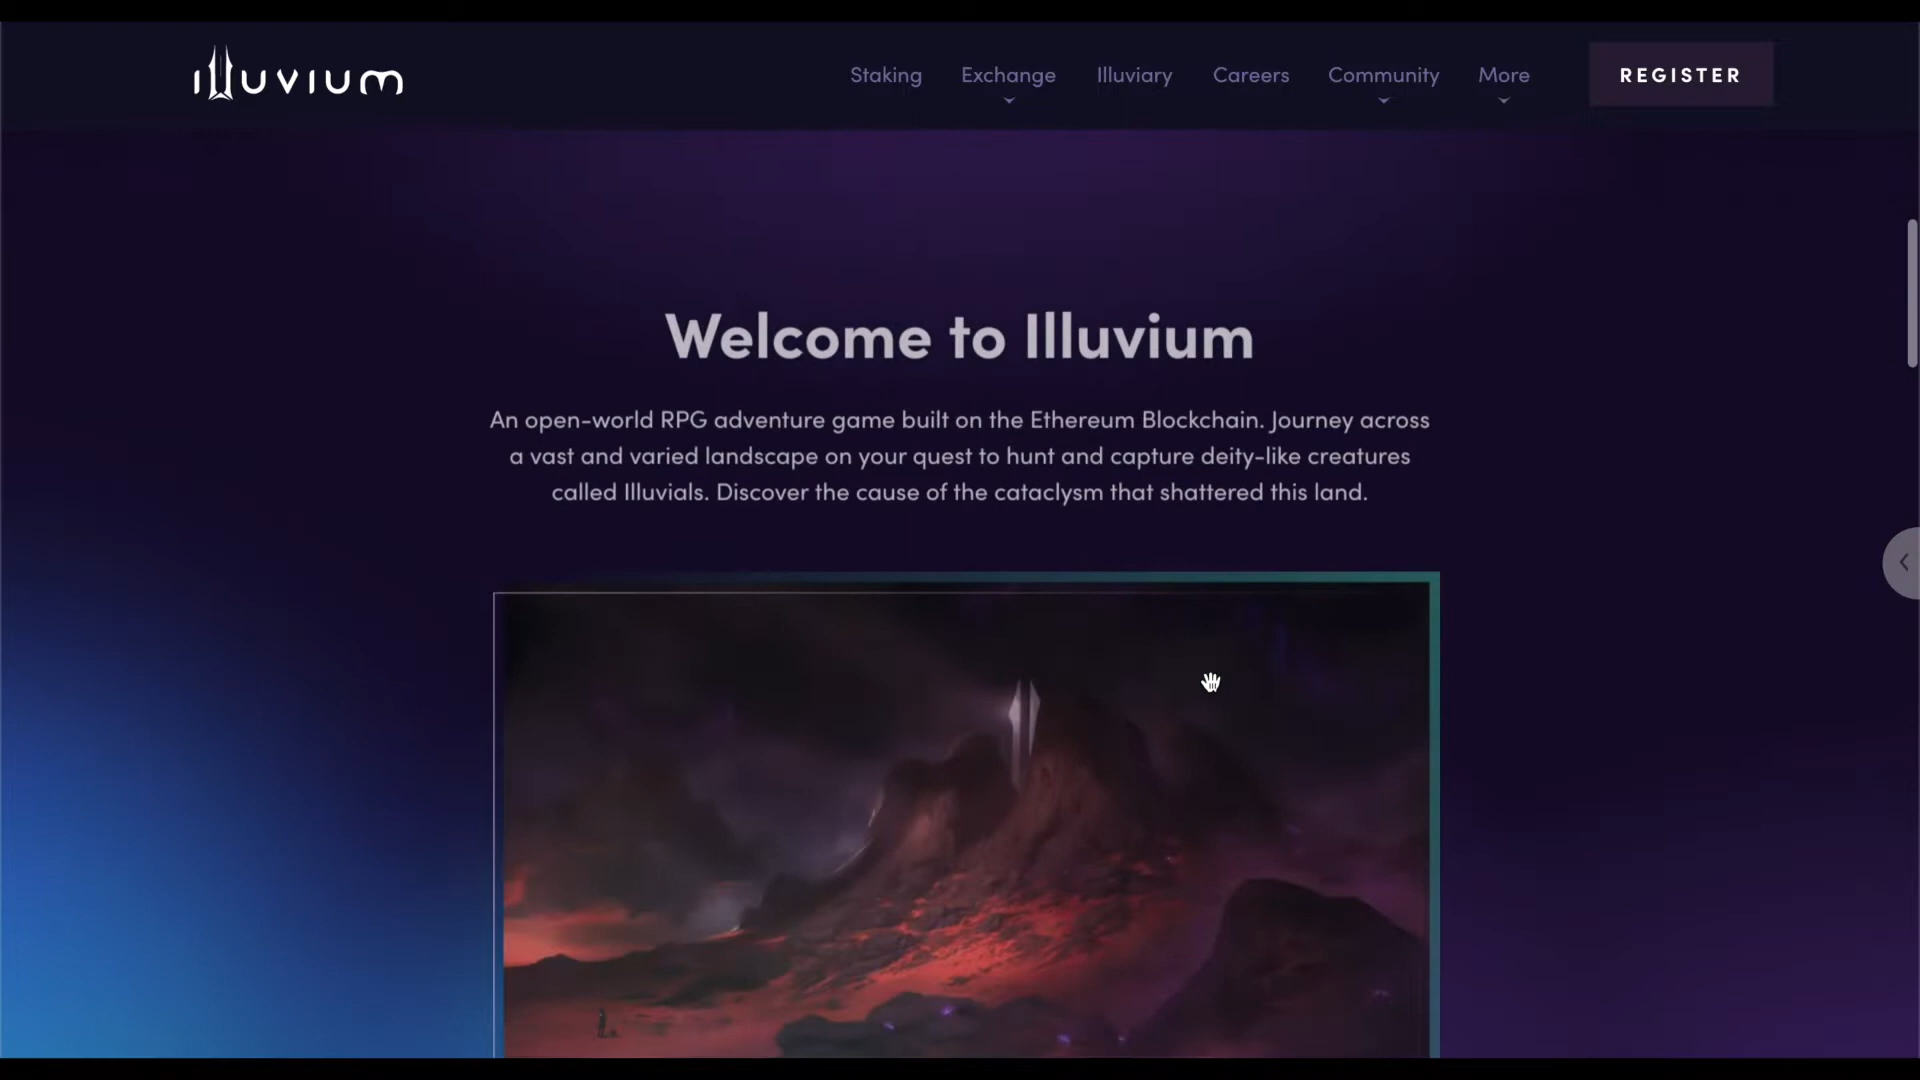 illuvium
Staking Exchange Illuviary Careers Community More REGISTER
Welcome to Illuvium
An open-world RPG adventure game built on the Ethereum Blockchain. Journey across
a vast and varied landscape on your quest to hunt and capture deity-like creatures
called Illuvials. Discover the cause of the cataclysm that shattered this land.